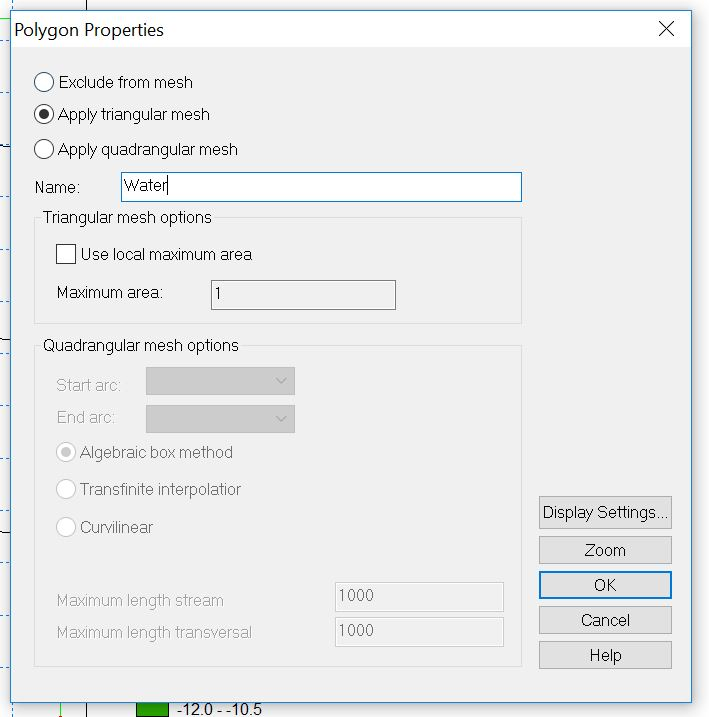 Polygon Properties
Exclude from mesh
Apply triangular mesh
Apply quadrangular mesh
Name: Water
Triangular mesh options
Use local maximum area
Maximum area: 1
Quadrangular mesh options
Start arc:
End arc:
Algebraic box method
Transfinite interpolatior
Curvilinear
Maximum length stream 1000
Maximum length transversal 1000
Display Settings...
Zoom
OK
Cancel
Help
-12.0 - -10.5